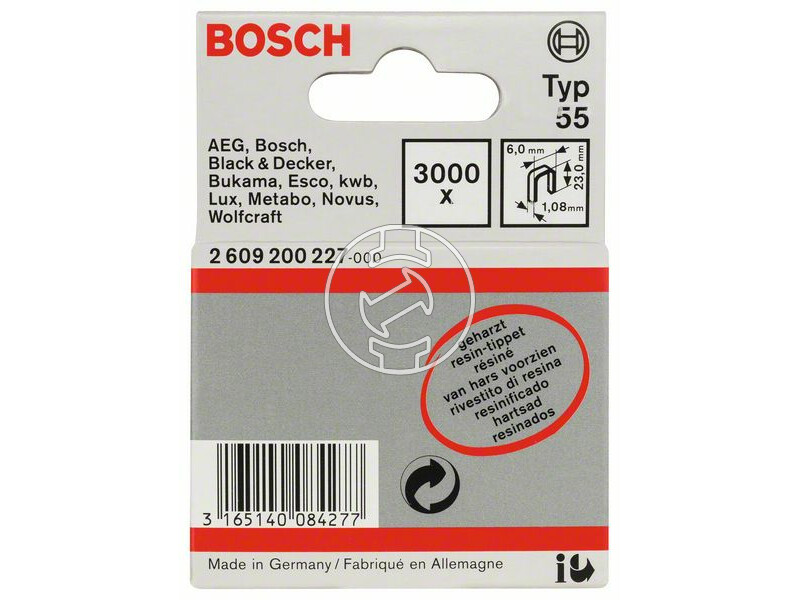 BOSCH
Typ
55
AEG, Bosch,
Black & Decker,
Bukama, Esco, kwb,
Lux, Metabo, Novus,
Wolfcraft
3000
x
6,0 mm
23,0 mm
1,08mm
2 609 200 227-000
geharzt
resin-tippet
résiné
van hars voorzien
rivestito di resina
resinificado
hartsad
resinados
3 165140 084277
Made in Germany / Fabriqué en Allemagne